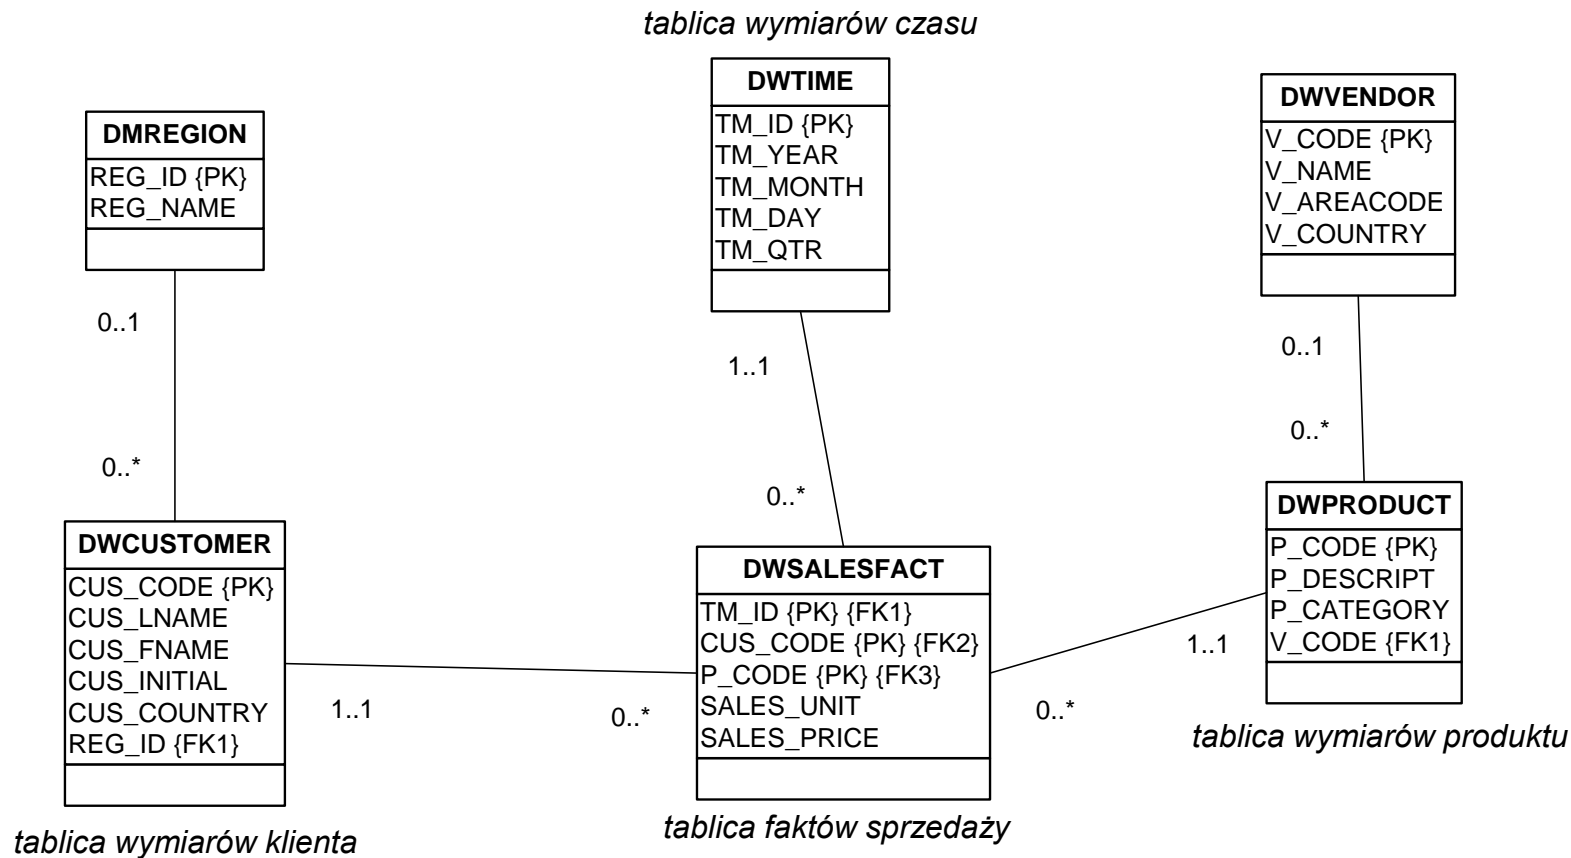 tablica wymiarów czasu
DMREGION
REG_ID {PK}
REG_NAME
DWTIME
TM_ID {PK}
TM_YEAR
TM_MONTH
TM_DAY
TM_QTR
DWVENDOR
V_CODE {PK}
V_NAME
V_AREACODE
V_COUNTRY
0..1
0..*
1..1
0..*
0..1
0..*
DWCUSTOMER
CUS_CODE {PK}
CUS_LNAME
CUS_FNAME
CUS_INITIAL
CUS_COUNTRY
REG_ID {FK1}
1..1
0..*
DWSALESFACT
TM_ID {PK} {FK1}
CUS_CODE {PK} {FK2}
P_CODE {PK} {FK3}
SALES_UNIT
SALES_PRICE
1..1
0..*
DWPRODUCT
P_CODE {PK}
P_DESCRIPT
P_CATEGORY
V_CODE {FK1}
tablica wymiarów produktu
tablica faktów sprzedaży
tablica wymiarów klienta